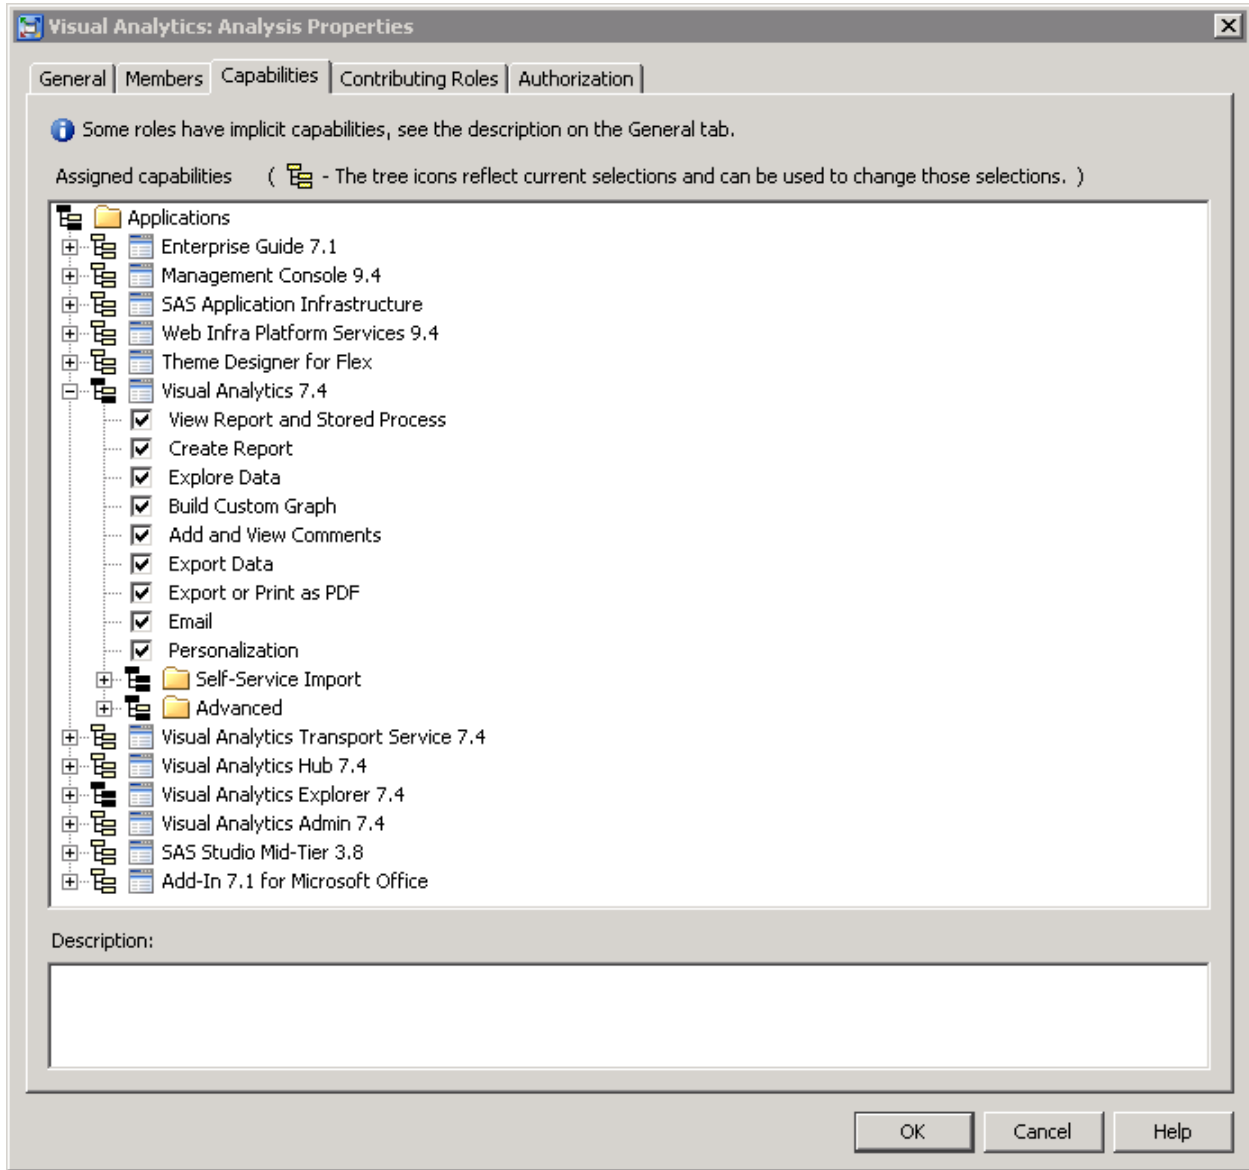 Visual Analytics: Analysis Properties
General Members Capabilities Contributing Roles Authorization
Some roles have implicit capabilities, see the description on the General tab.
Assigned capabilities ( - The tree icons reflect current selections and can be used to change those selections. )
Applications
Enterprise Guide 7.1
Management Console 9.4
SAS Application Infrastructure
Web Infra Platform Services 9.4
Theme Designer for Flex
Visual Analytics 7.4
View Report and Stored Process
Create Report
Explore Data
Build Custom Graph
Add and View Comments
Export Data
Export or Print as PDF
Email
Personalization
Self-Service Import
Advanced
Visual Analytics Transport Service 7.4
Visual Analytics Hub 7.4
Visual Analytics Explorer 7.4
Visual Analytics Admin 7.4
SAS Studio Mid-Tier 3.8
Add-In 7.1 for Microsoft Office
Description:
OK Cancel Help